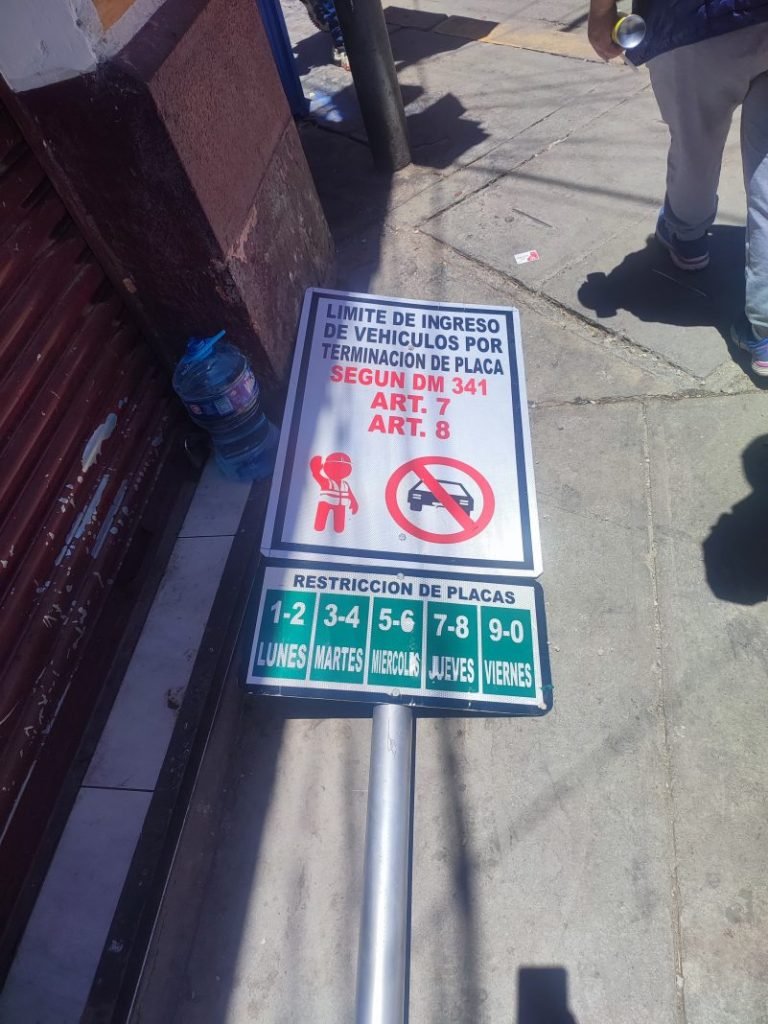 LIMITE DE INGRESO
DE VEHICULOS POR
TERMINACIÓN DE PLACA
SEGUN DM 341
ART. 7
ART. 8
RESTRICCION DE PLACAS
1-2 3-4 5-6 7-8 9-0
LUNES MARTES MIERCOLES JUEVES VIERNES